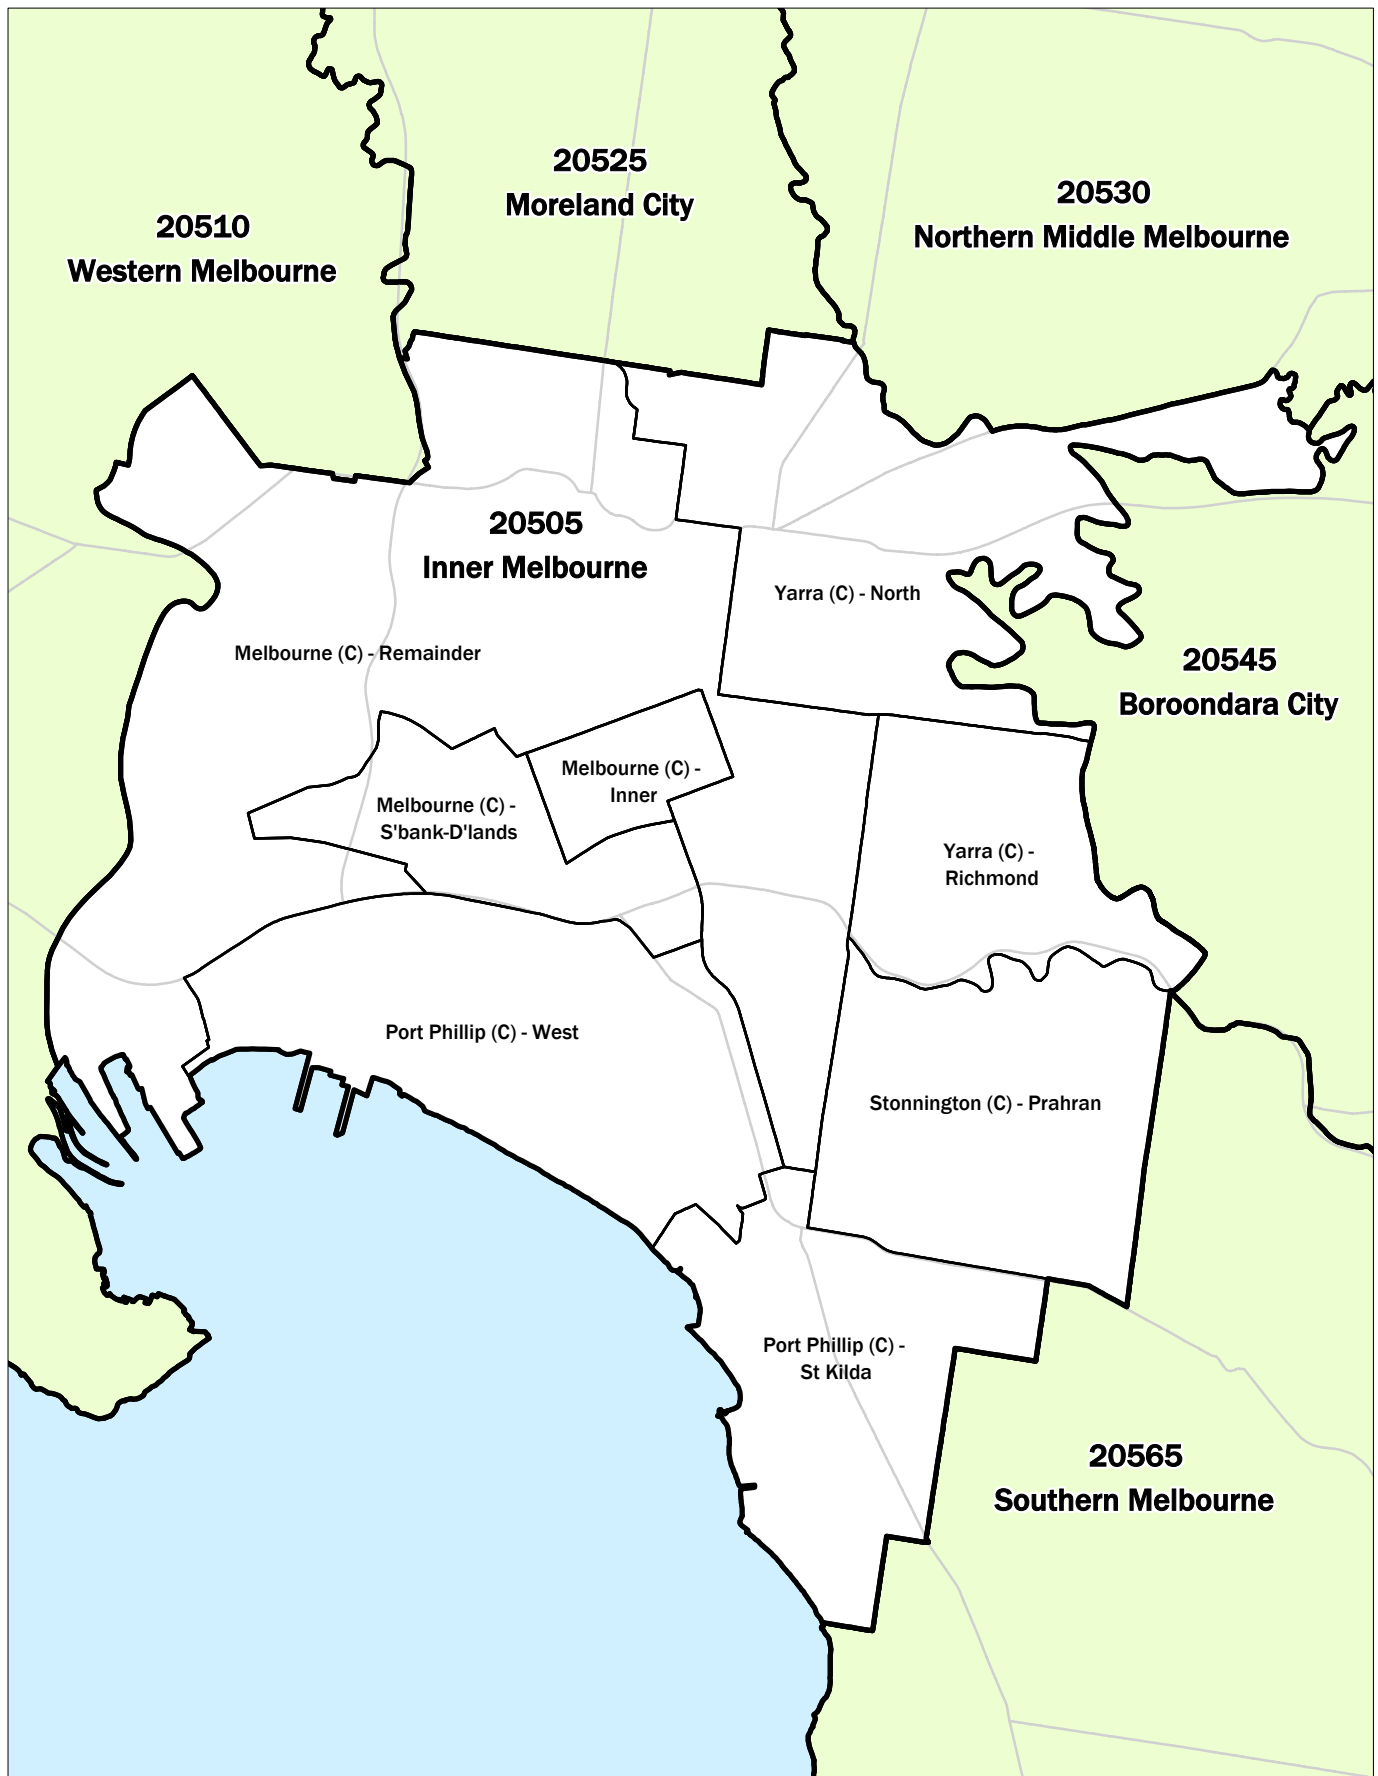 20525
Moreland City
20530
Northern Middle Melbourne
20510
Western Melbourne
20505
Inner Melbourne
Yarra (C) - North
Melbourne (C) - Remainder
20545
Boroondara City
Melbourne (C) -
Inner
Melbourne (C) -
S'bank-D'lands
Yarra (C) -
Richmond
Port Phillip (C) - West
Stonnington (C) - Prahran
Port Phillip (C) -
St Kilda
20565
Southern Melbourne